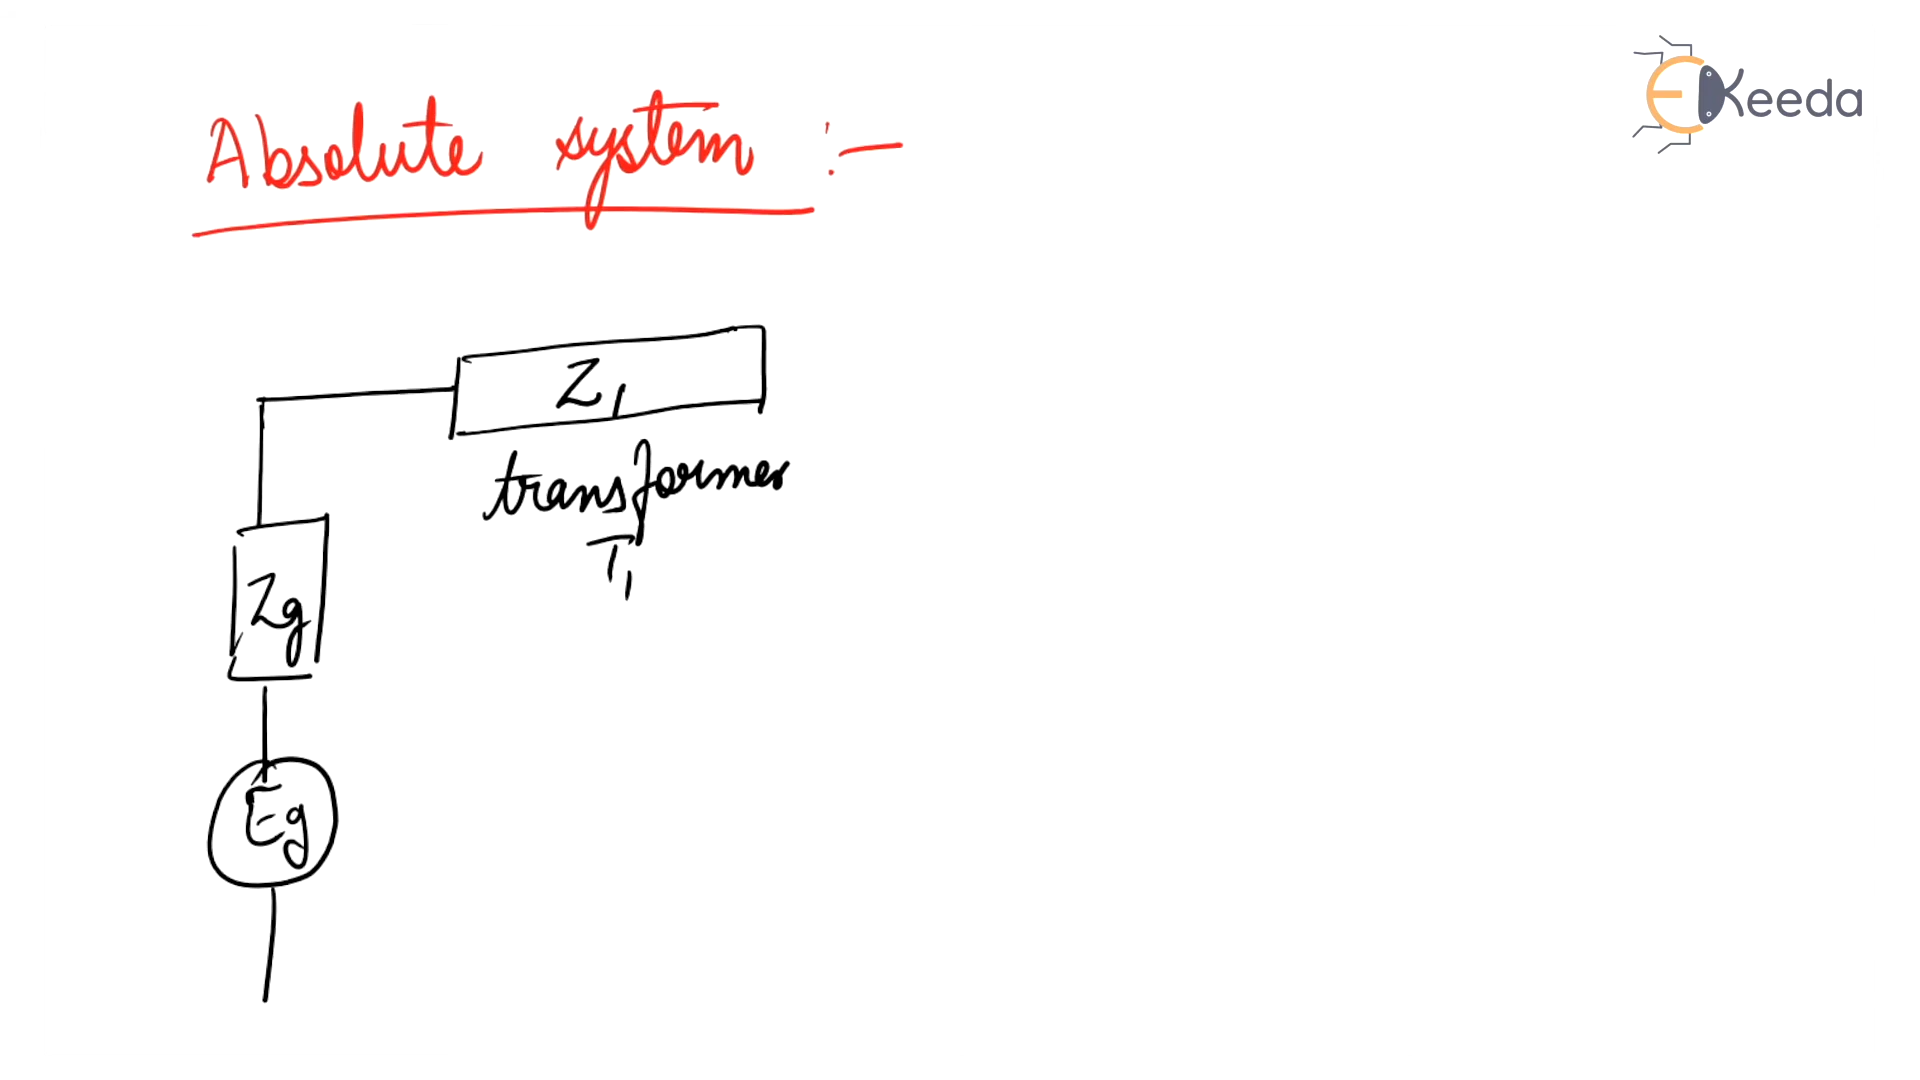 EKeeda
Absolute system :-
Z1
transformer
T1
Zg
Eg